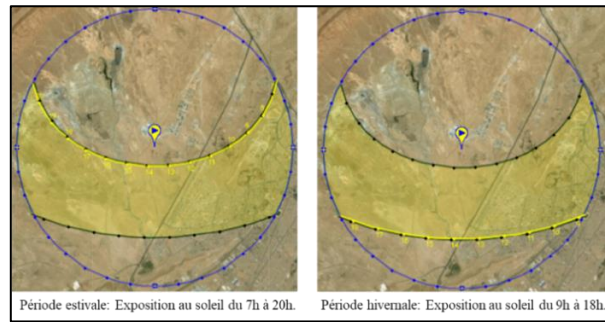 Période estivale: Exposition au soleil du 7h à 20h.
Période hivernale: Exposition au soleil du 9h à 18h.